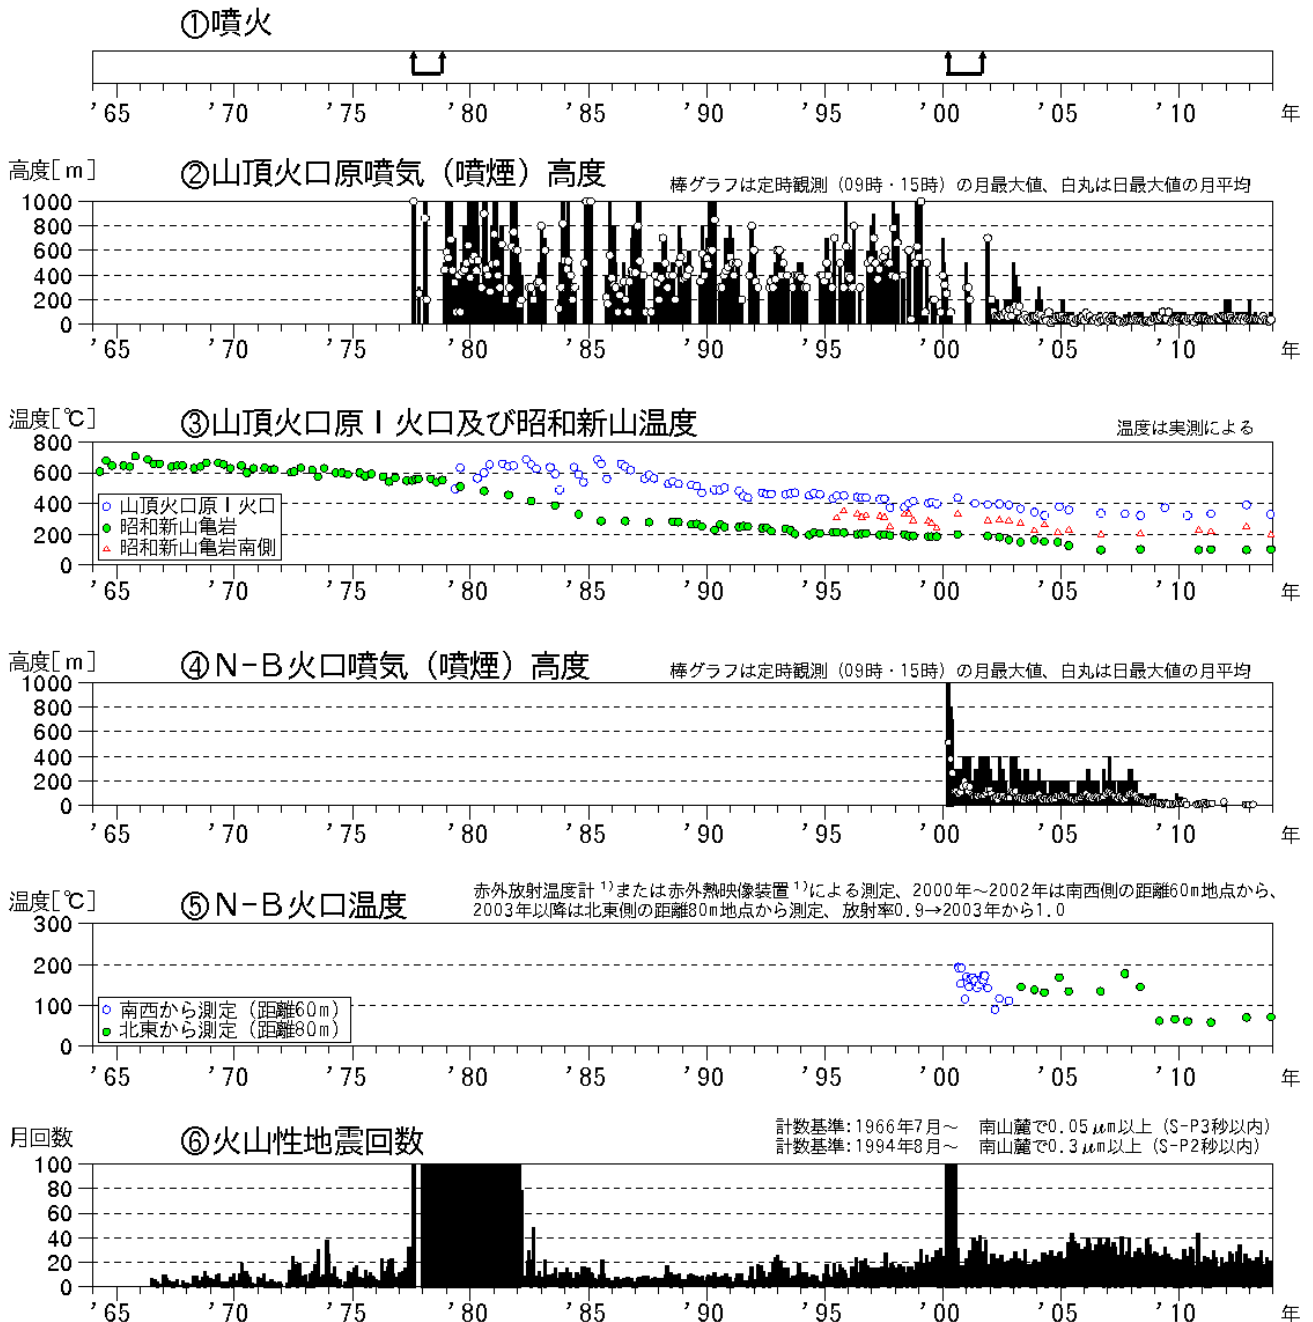 ①噴火
'65 '70 '75 '80 '85 '90 '95 '00 '05 '10 年
高度[m] ②山頂火口原噴気（噴煙）高度 棒グラフは定時観測（09時・15時）の月最大値、白丸は日最大値の月平均
1000
800
600
400
200
0
'65 '70 '75 '80 '85 '90 '95 '00 '05 '10 年
温度[℃] ③山頂火口原Ｉ火口及び昭和新山温度 温度は実測による
800
600
400
200
0
山頂火口原Ｉ火口
昭和新山亀岩
昭和新山亀岩南側
'65 '70 '75 '80 '85 '90 '95 '00 '05 '10 年
高度[m] ④N-B火口噴気（噴煙）高度 棒グラフは定時観測（09時・15時）の月最大値、白丸は日最大値の月平均
1000
800
600
400
200
0
'65 '70 '75 '80 '85 '90 '95 '00 '05 '10 年
温度[℃] ⑤N-B火口温度 赤外放射温度計1)または赤外熱映像装置1)による測定、2000年～2002年は南西側の距離60m地点から、
2003年以降は北東側の距離80m地点から測定、放射率0.9→2003年から1.0
300
200
100
0
南西から測定（距離60m）
北東から測定（距離80m）
'65 '70 '75 '80 '85 '90 '95 '00 '05 '10 年
月回数 ⑥火山性地震回数 計数基準:1966年7月～ 南山麓で0.05μm以上（S-P3秒以内）
計数基準:1994年8月～ 南山麓で0.3μm以上（S-P2秒以内）
100
80
60
40
20
0
'65 '70 '75 '80 '85 '90 '95 '00 '05 '10 年